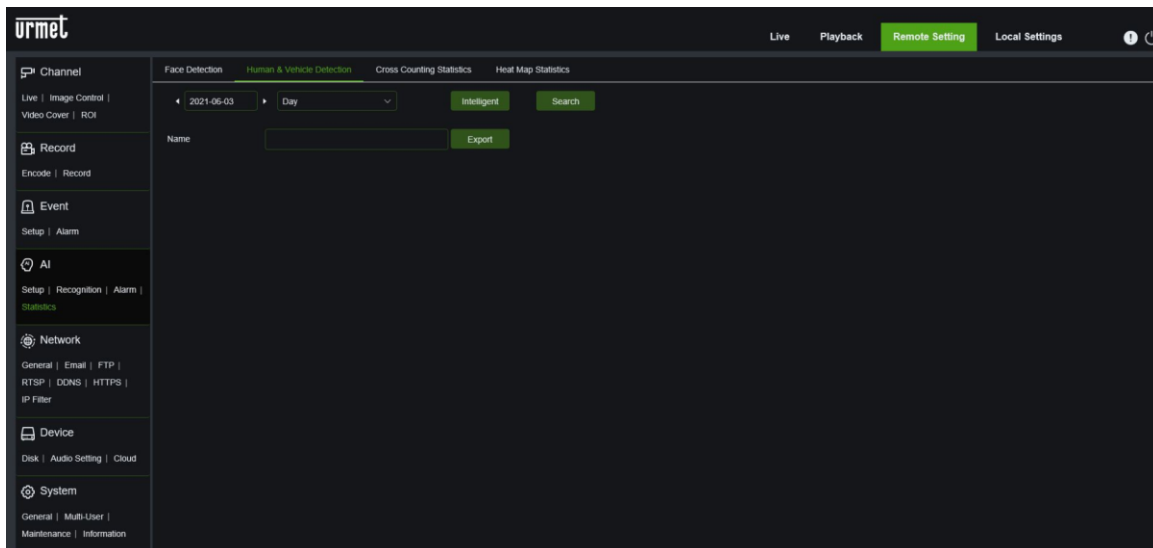 urmet
Live Playback Remote Setting Local Settings
Channel
Live | Image Control |
Video Cover | ROI
Record
Encode | Record
Event
Setup | Alarm
AI
Setup | Recognition | Alarm |
Statistics
Network
General | Email | FTP |
RTSP | DDNS | HTTPS |
IP Filter
Device
Disk | Audio Setting | Cloud
System
General | Multi-User |
Maintenance | Information
Face Detection Human & Vehicle Detection Cross Counting Statistics Heat Map Statistics
2021-06-03 Day Intelligent Search
Name Export